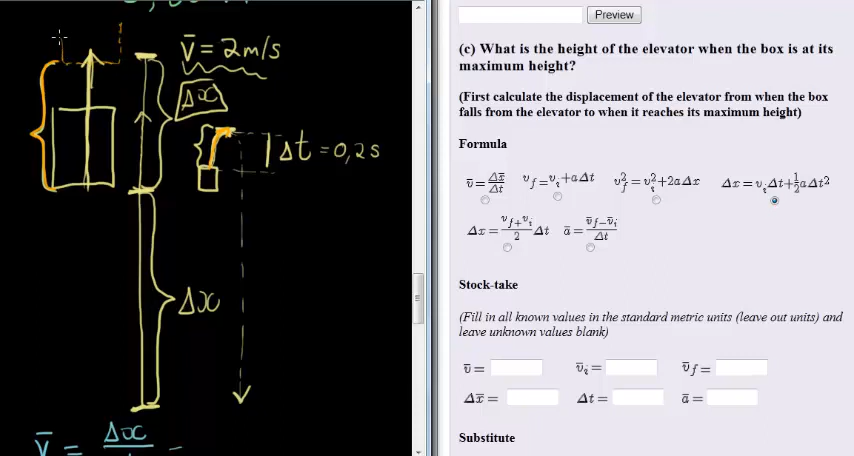 v̄ = 2m/s
Δx
Δt = 0,2s
Δx
v̄ = Δx
Preview
(c) What is the height of the elevator when the box is at its
maximum height?
(First calculate the displacement of the elevator from when the box
falls from the elevator to when it reaches its maximum height)
Formula
v̄ = Δx̄/Δt v_f = v_i + aΔt v_f² = v_i² + 2aΔx Δx = v_iΔt + ½aΔt²
Δx = (v_f + v_i)/2 Δt ā = (v̄_f − v̄_i)/Δt
Stock-take
(Fill in all known values in the standard metric units (leave out units) and
leave unknown values blank)
v̄ = v̄_i = v̄_f =
Δx̄ = Δt = ā =
Substitute